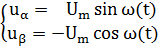 {uα = Um sin ω(t)
uβ = −Um cos ω(t)